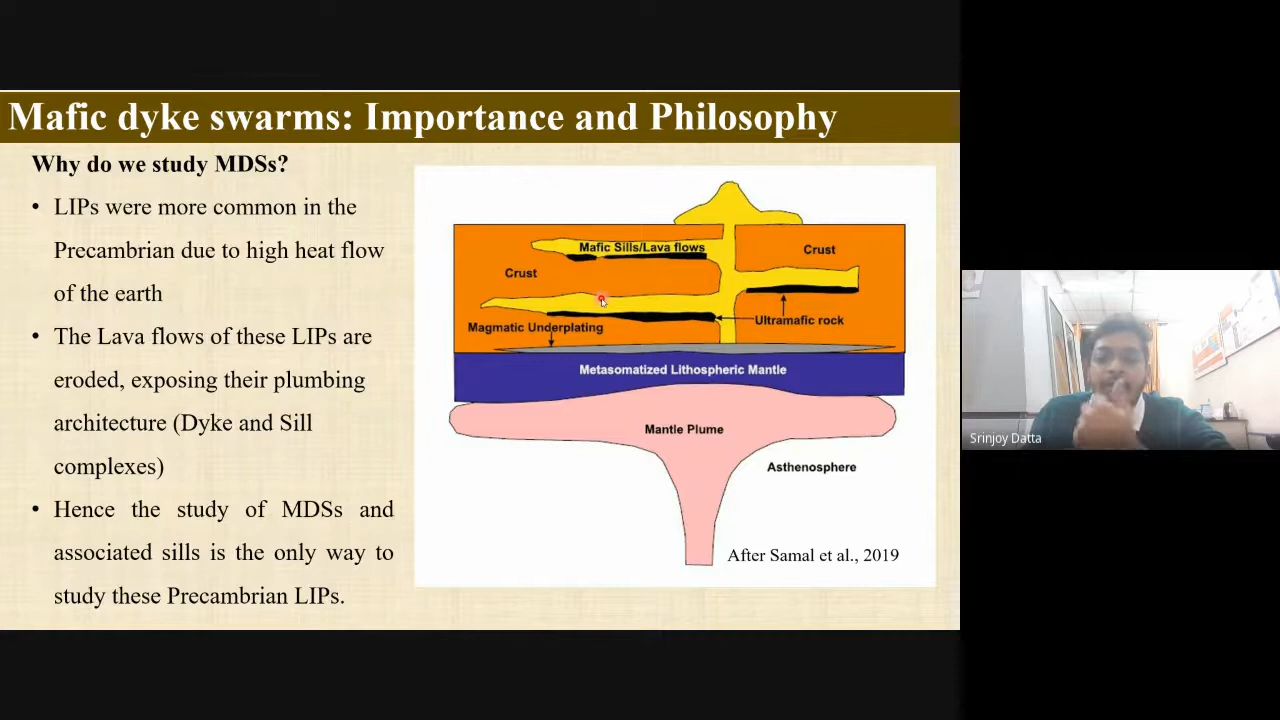 Mafic dyke swarms: Importance and Philosophy
Why do we study MDSs?
• LIPs were more common in the
Precambrian due to high heat flow
of the earth
• The Lava flows of these LIPs are
eroded, exposing their plumbing
architecture (Dyke and Sill
complexes)
• Hence the study of MDSs and
associated sills is the only way to
study these Precambrian LIPs.
Mafic Sills/Lava flows
Crust
Crust
Magmatic Underplating
Ultramafic rock
Metasomatized Lithospheric Mantle
Mantle Plume
Asthenosphere
After Samal et al., 2019
Srinjoy Datta